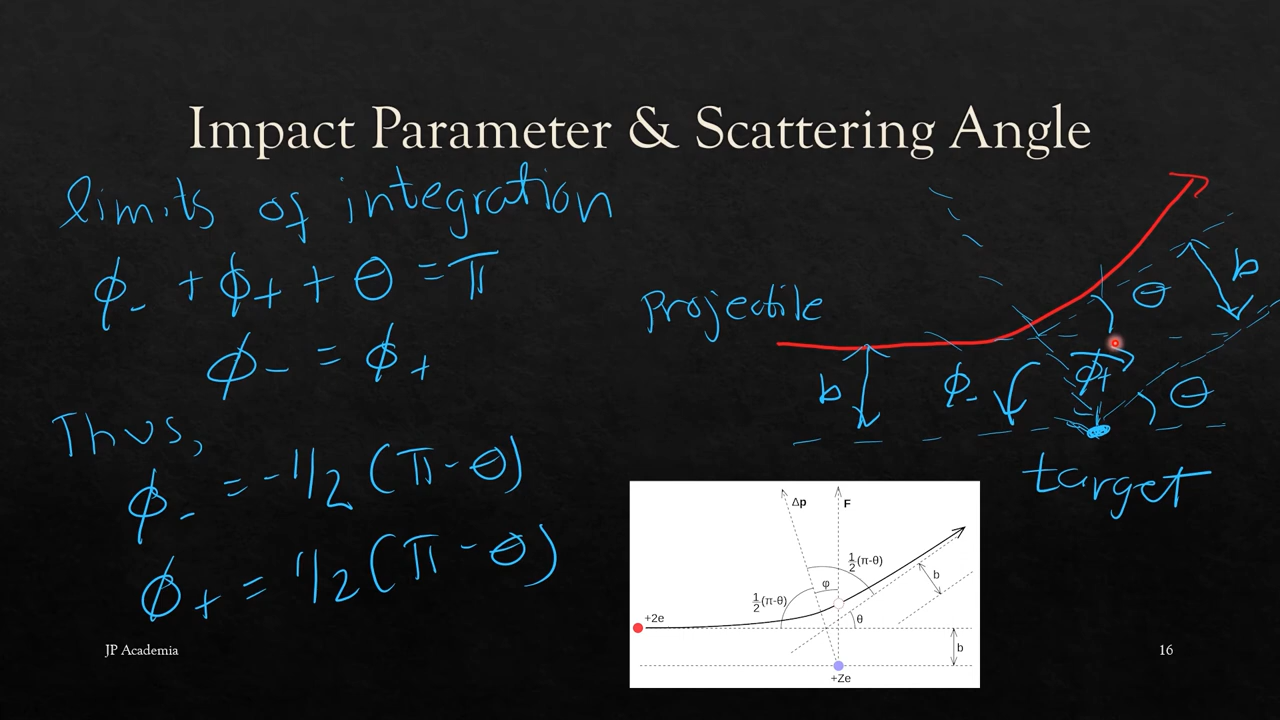 Impact Parameter & Scattering Angle
limits of integration
ϕ₋ + ϕ₊ + θ = π
ϕ₋ = ϕ₊
Thus,
ϕ₋ = -1/2 (π - θ)
ϕ₊ = 1/2 (π - θ)
Projectile
b
ϕ₋
ϕ₊
θ
b
θ
target
Δp
F
½(π-θ)
φ
½(π-θ)
b
+2e
θ
b
+Ze
JP Academia
16